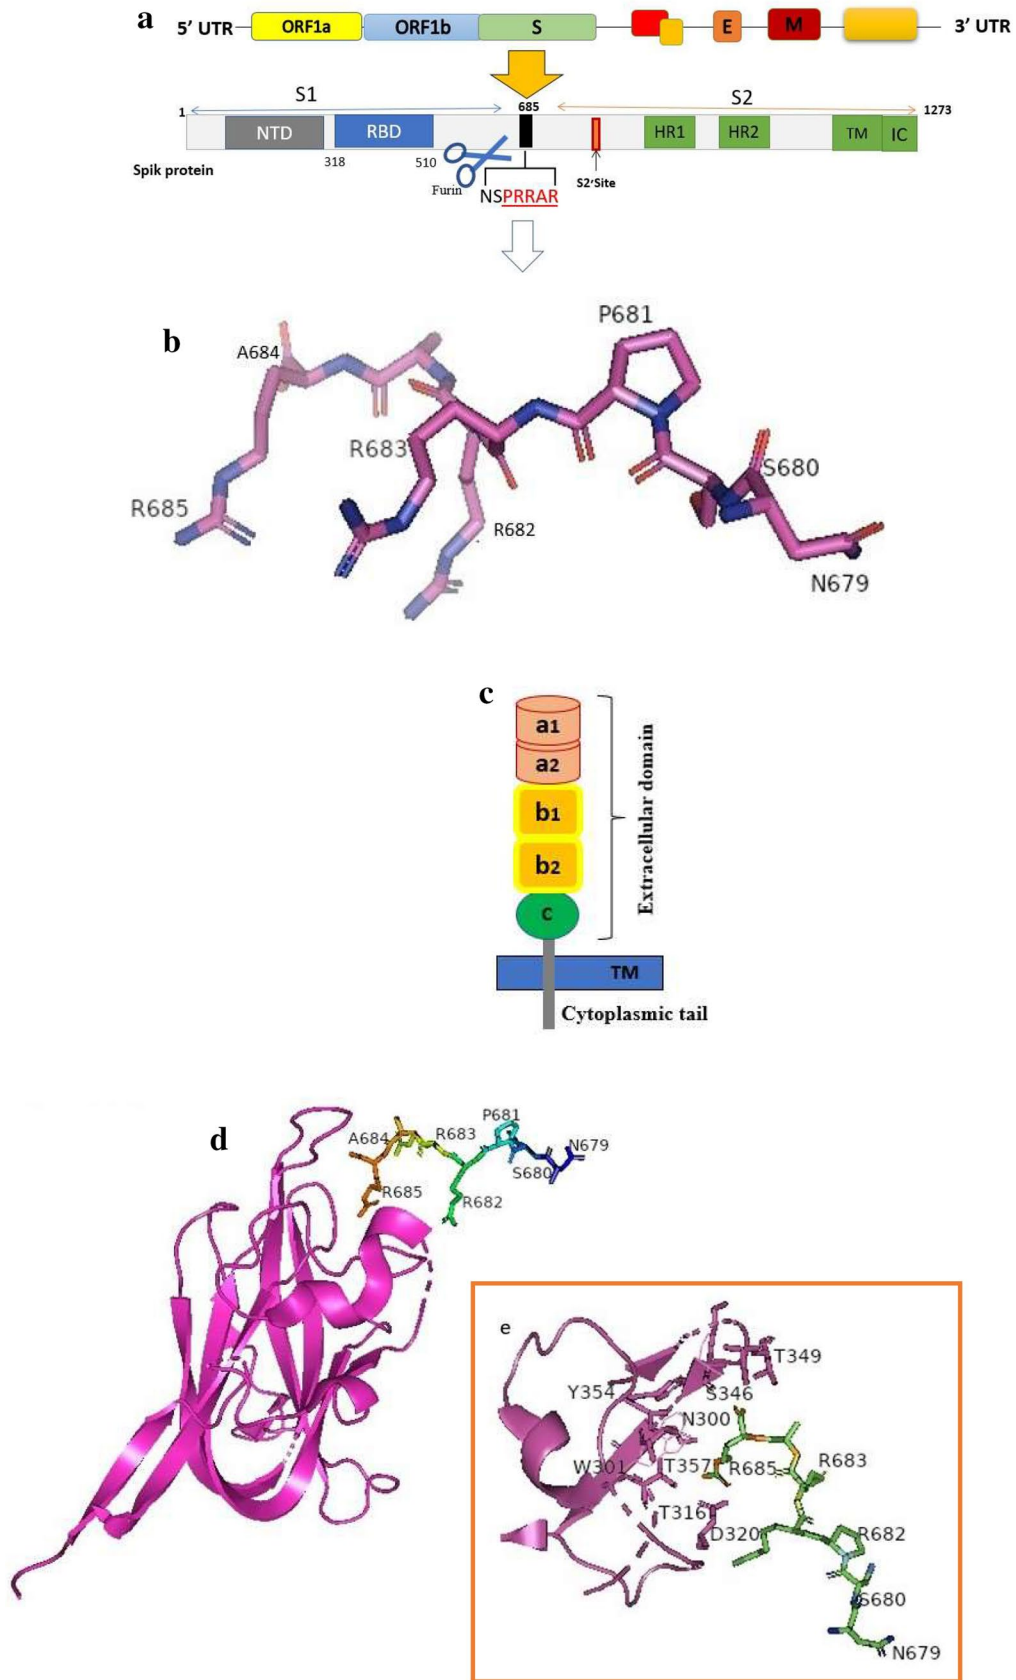 a
5′ UTR ORF1a ORF1b S E M 3′ UTR
S1 685 S2
1 1273
NTD RBD HR1 HR2 TM IC
318 510
Spik protein
Furin
S2′Site
NSPRRAR
b
P681
A684
R683
S680
R685
R682
N679
c
a1
a2
b1
b2
c
Extracellular domain
TM
Cytoplasmic tail
d
P681
A684 R683 N679
S680
R685
R682
e
T349
Y354 S346
N300
W301 T357 R685 R683
T316
D320 R682
S680
N679